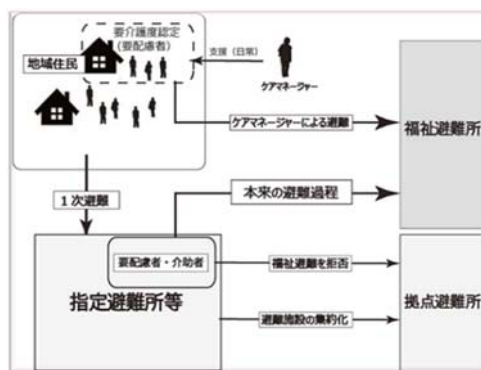 要介護度認定
(要配慮者)
地域住民
支援（日常）
ケアマネージャー
ケアマネージャーによる避難
福祉避難所
1次避難
本来の避難過程
要配慮者・介助者
福祉避難を拒否
指定避難所等
拠点避難所
避難施設の集約化